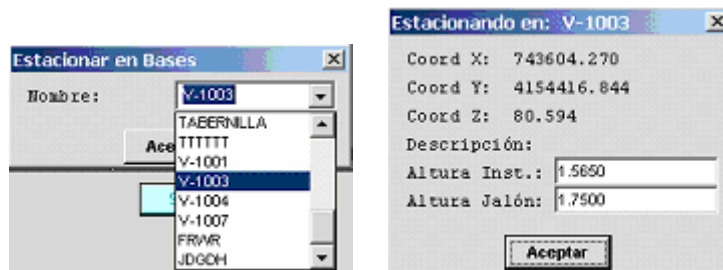 Estacionar en Bases
Nombre: V-1003
TABERNILLA
TTTTTT
V-1001
V-1003
V-1004
V-1007
FRWR
JDGDH
Ace
Estacionando en: V-1003
Coord X: 743604.270
Coord Y: 4154416.844
Coord Z: 80.594
Descripción:
Altura Inst.: 1.5650
Altura Jalón: 1.7500
Aceptar